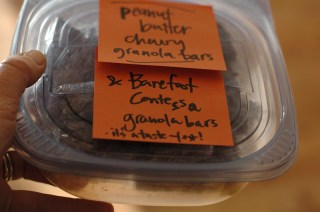 peanut
butter
chewy
granola bars
& Barefoot
Contessa
granola bars
. it's a taste-test!